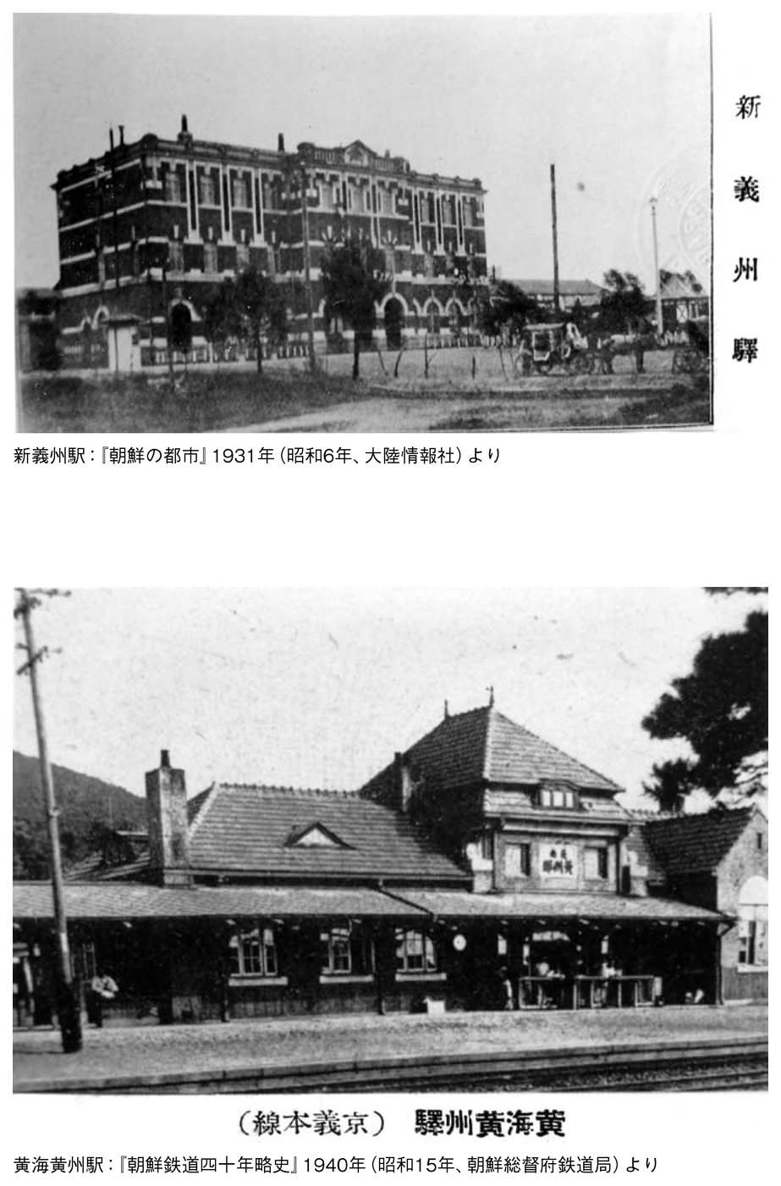 新義州驛
新義州駅：『朝鮮の都市』1931年（昭和6年、大陸情報社）より
黄海黄州驛（京義本線）
黄海黄州駅：『朝鮮鉄道四十年略史』1940年（昭和15年、朝鮮総督府鉄道局）より